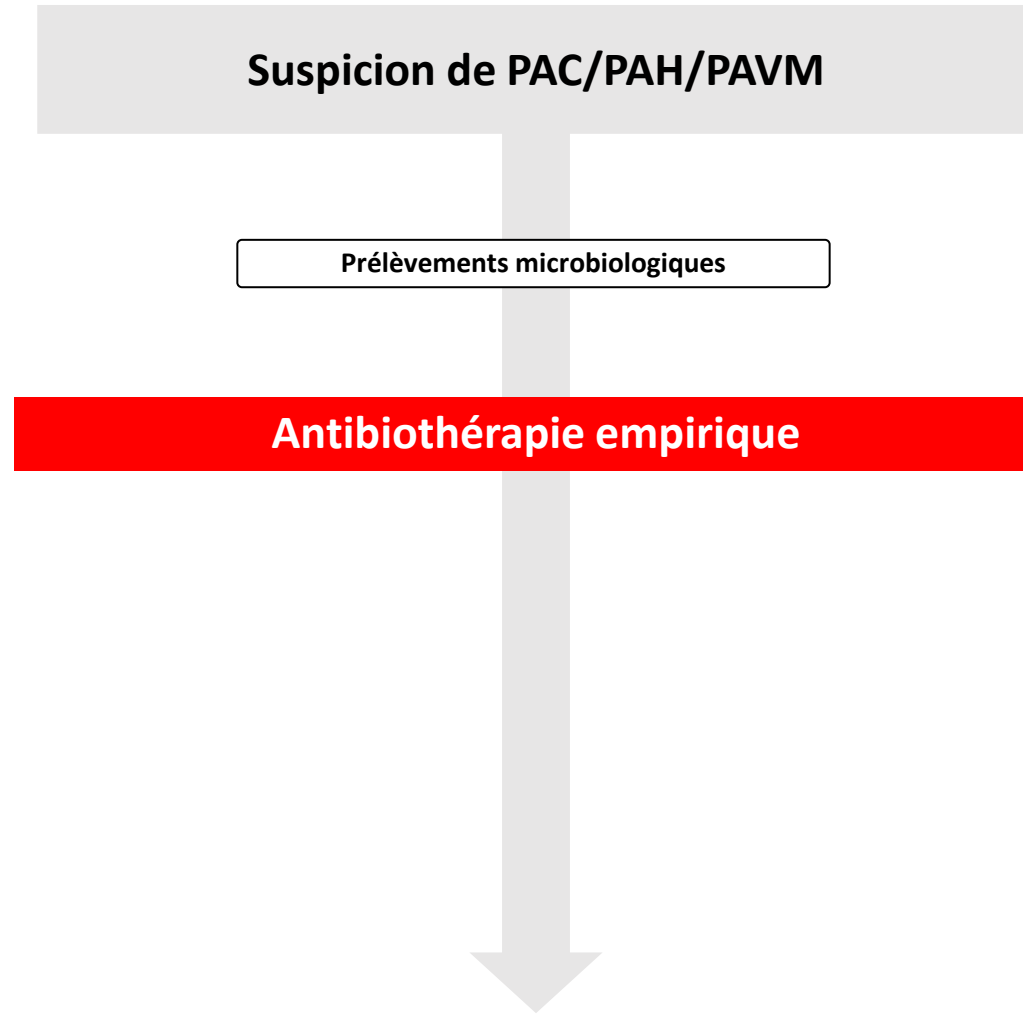 Suspicion de PAC/PAH/PAVM
Prélèvements microbiologiques
Antibiothérapie empirique